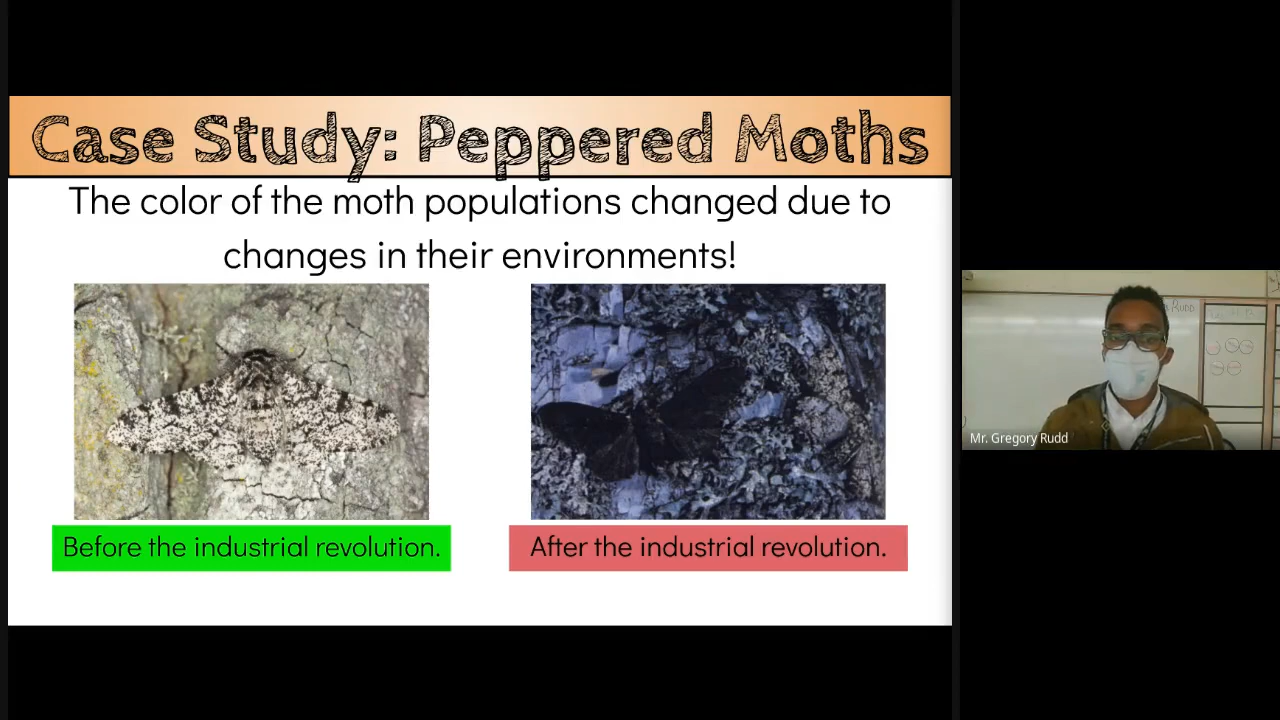 Case Study: Peppered Moths
The color of the moth populations changed due to
changes in their environments!
Before the industrial revolution.
After the industrial revolution.
Mr. Gregory Rudd
Rudd